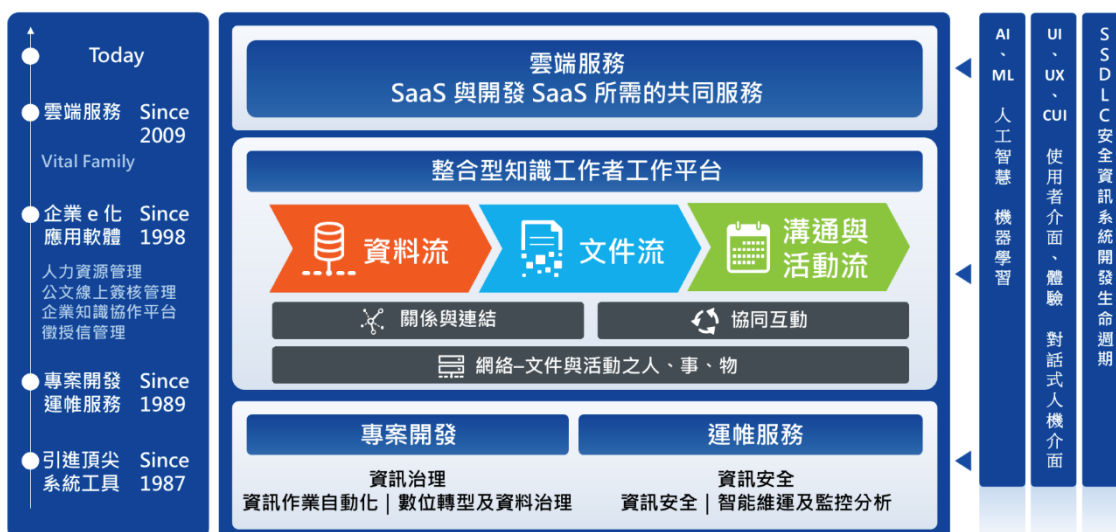 Today
雲端服務 Since
2009
Vital Family
企業 e 化 Since
應用軟體 1998
人力資源管理
公文線上簽核管理
企業知識協作平台
徵授信管理
專案開發 Since
運帷服務 1989
引進頂尖 Since
系統工具 1987
雲端服務
SaaS 與開發 SaaS 所需的共同服務
整合型知識工作者工作平台
資料流
文件流
溝通與
活動流
關係與連結
協同互動
網絡–文件與活動之人、事、物
專案開發
資訊治理
資訊作業自動化 | 數位轉型及資料治理
運帷服務
資訊安全
資訊安全 | 智能維運及監控分析
AI、ML 人工智慧 機器學習
UI、UX、CUI 使用者介面、體驗 對話式人機介面
SSDLC安全資訊系統開發生命週期